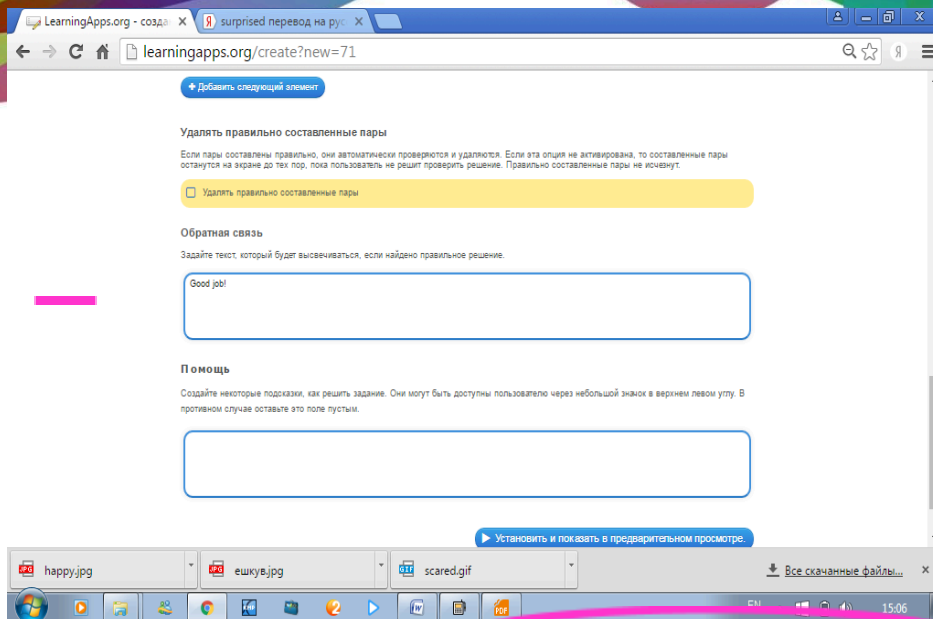 LearningApps.org - созда
surprised перевод на рус
learningapps.org/create?new=71
Добавить следующий элемент
Удалять правильно составленные пары
Если пары составлены правильно, они автоматически проверяются и удаляются. Если эта опция не активирована, то составленные пары
останутся на экране до тех пор, пока пользователь не решит проверить решение. Правильно составленные пары не исчезнут.
Удалять правильно составленные пары
Обратная связь
Задайте текст, который будет высвечиваться, если найдено правильное решение.
Good job!
Помощь
Создайте некоторые подсказки, как решить задание. Они могут быть доступны пользователю через небольшой значок в верхнем левом углу. В
противном случае оставьте это поле пустым.
Установить и показать в предварительном просмотре.
happy.jpg
ешкув.jpg
scared.gif
Все скачанные файлы...
EN
15:06